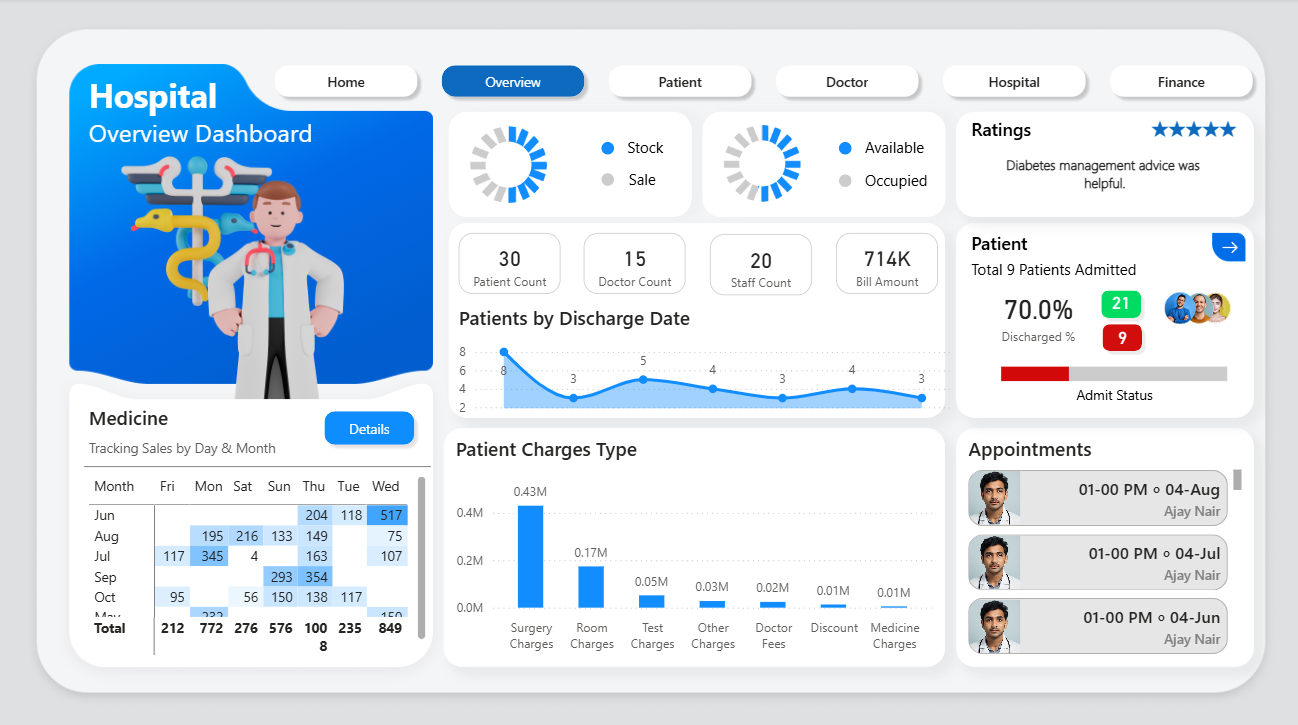 Hospital
Overview Dashboard
Home
Overview
Patient
Doctor
Hospital
Finance
Stock
Sale
Available
Occupied
Ratings
Diabetes management advice was
helpful.
30
Patient Count
15
Doctor Count
20
Staff Count
714K
Bill Amount
Patient
Total 9 Patients Admitted
70.0%
Discharged %
21
9
Admit Status
Patients by Discharge Date
8
6
4
2
8
3
5
4
3
4
3
Medicine
Tracking Sales by Day & Month
Details
Month Fri Mon Sat Sun Thu Tue Wed
Jun 204 118 517
Aug 195 216 133 149 75
Jul 117 345 4 163 107
Sep 293 354
Oct 95 56 150 138 117
May 232 150
Total 212 772 276 576 100 235 849
8
Patient Charges Type
0.4M
0.2M
0.0M
0.43M
0.17M
0.05M
0.03M
0.02M
0.01M
0.01M
Surgery Charges
Room Charges
Test Charges
Other Charges
Doctor Fees
Discount
Medicine Charges
Appointments
01-00 PM ○ 04-Aug
Ajay Nair
01-00 PM ○ 04-Jul
Ajay Nair
01-00 PM ○ 04-Jun
Ajay Nair